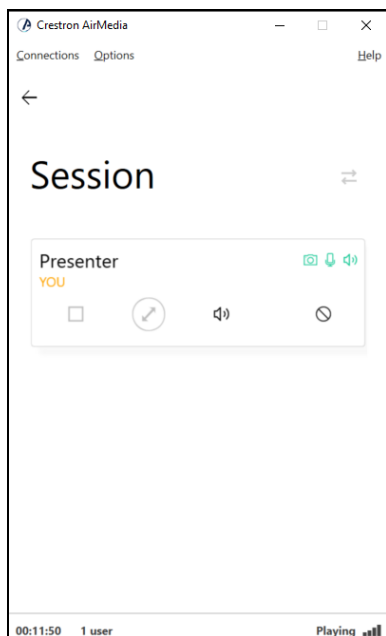 Crestron AirMedia
Connections Options Help
Session
Presenter
YOU
00:11:50 1 user Playing